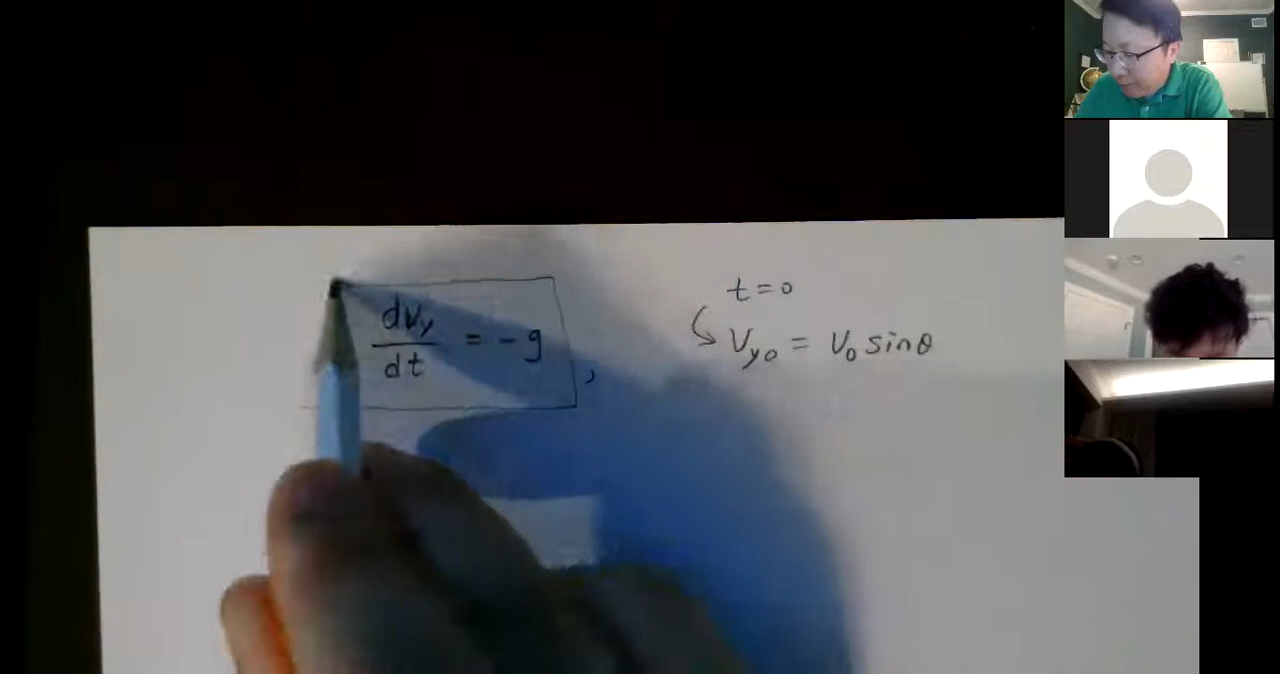 dv_y/dt = -g ,
t = 0
v_y0 = v_0 sinθ